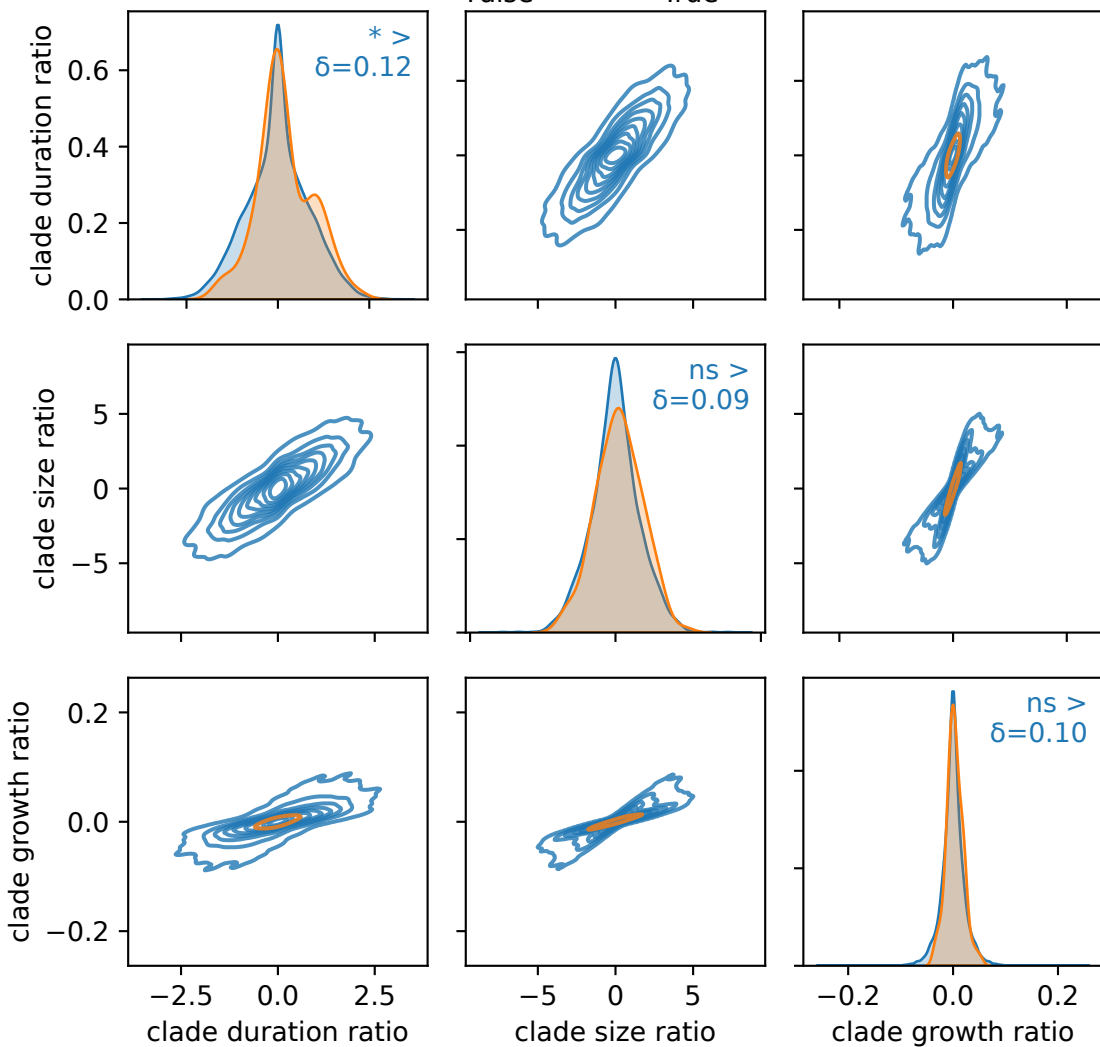 True
clade duration ratio
0.6
0.4
0.2
0.0
* >
δ=0.12
clade size ratio
5
0
−5
ns >
δ=0.09
clade growth ratio
0.2
0.0
−0.2
ns >
δ=0.10
−2.5
0.0
2.5
−5
0
5
−0.2
0.0
0.2
clade duration ratio
clade size ratio
clade growth ratio